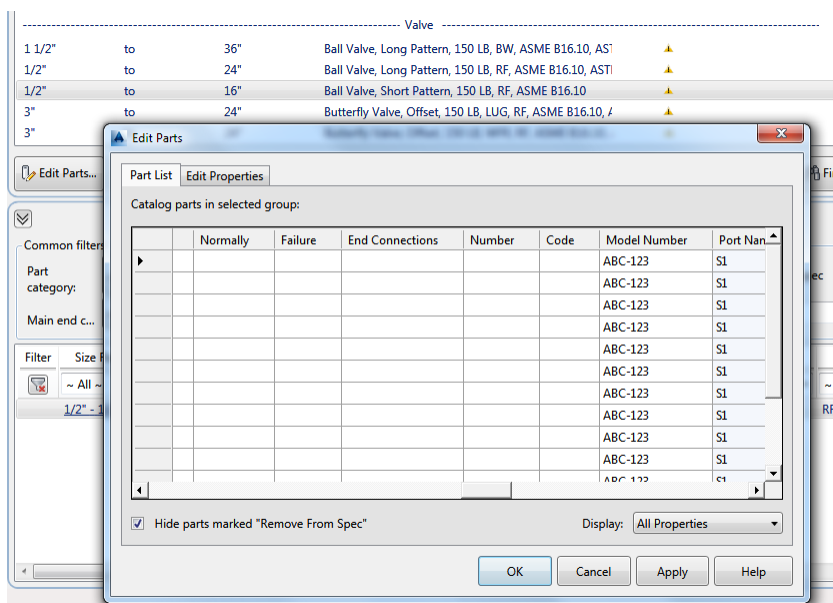 Valve
1 1/2" to 36" Ball Valve, Long Pattern, 150 LB, BW, ASME B16.10, AST
1/2" to 24" Ball Valve, Long Pattern, 150 LB, RF, ASME B16.10, ASTI
1/2" to 16" Ball Valve, Short Pattern, 150 LB, RF, ASME B16.10
3" to 24" Butterfly Valve, Offset, 150 LB, LUG, RF, ASME B16.10, A
3"
Edit Parts
Edit Parts... Fi
Part List Edit Properties
Catalog parts in selected group:
Common filters
Normally Failure End Connections Number Code Model Number Port Nan
ABC-123 S1
Part
category:
ec
ABC-123 S1
ABC-123 S1
Main end c...
ABC-123 S1
ABC-123 S1
Filter Size R
ABC-123 S1
~ All ~ ~
ABC-123 S1
1/2" - 1 RF
ABC-123 S1
ABC-123 S1
ABC-123 S1
ABC-123 S1
Hide parts marked "Remove From Spec" Display: All Properties
OK Cancel Apply Help